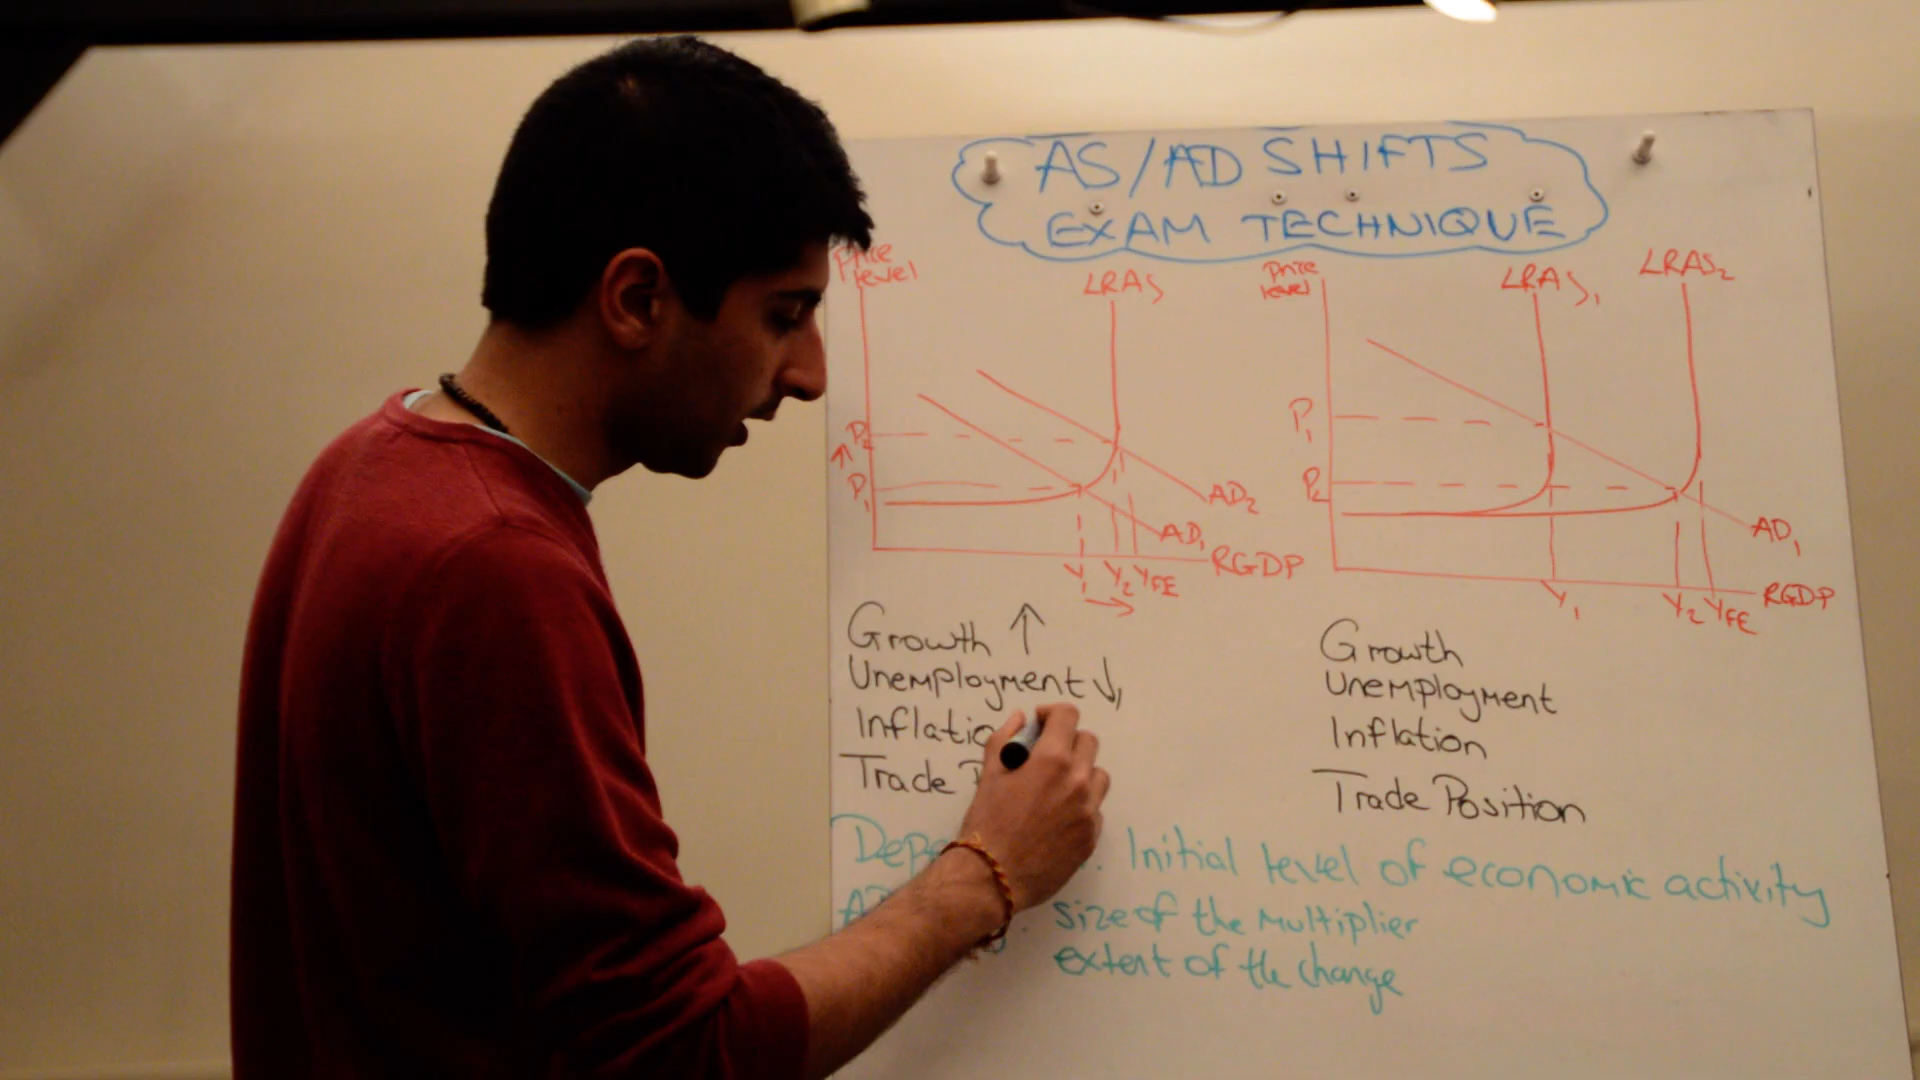 AS/AD SHIFTS
EXAM TECHNIQUE
Price
level
LRAS
P2
P1
AD2
AD1
RGDP
Y1 Y2 YFE
Price
level
LRAS1
LRAS2
P1
P2
AD1
RGDP
Y1 Y2 YFE
Growth ↑
Unemployment ↓
Inflatio
Trade
Growth
Unemployment
Inflation
Trade Position
Initial level of economic activity
size of the multiplier
extent of the change